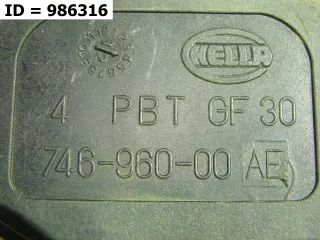 ID = 986316
HELLA
4 PBT GF 30
746-960-00 AE